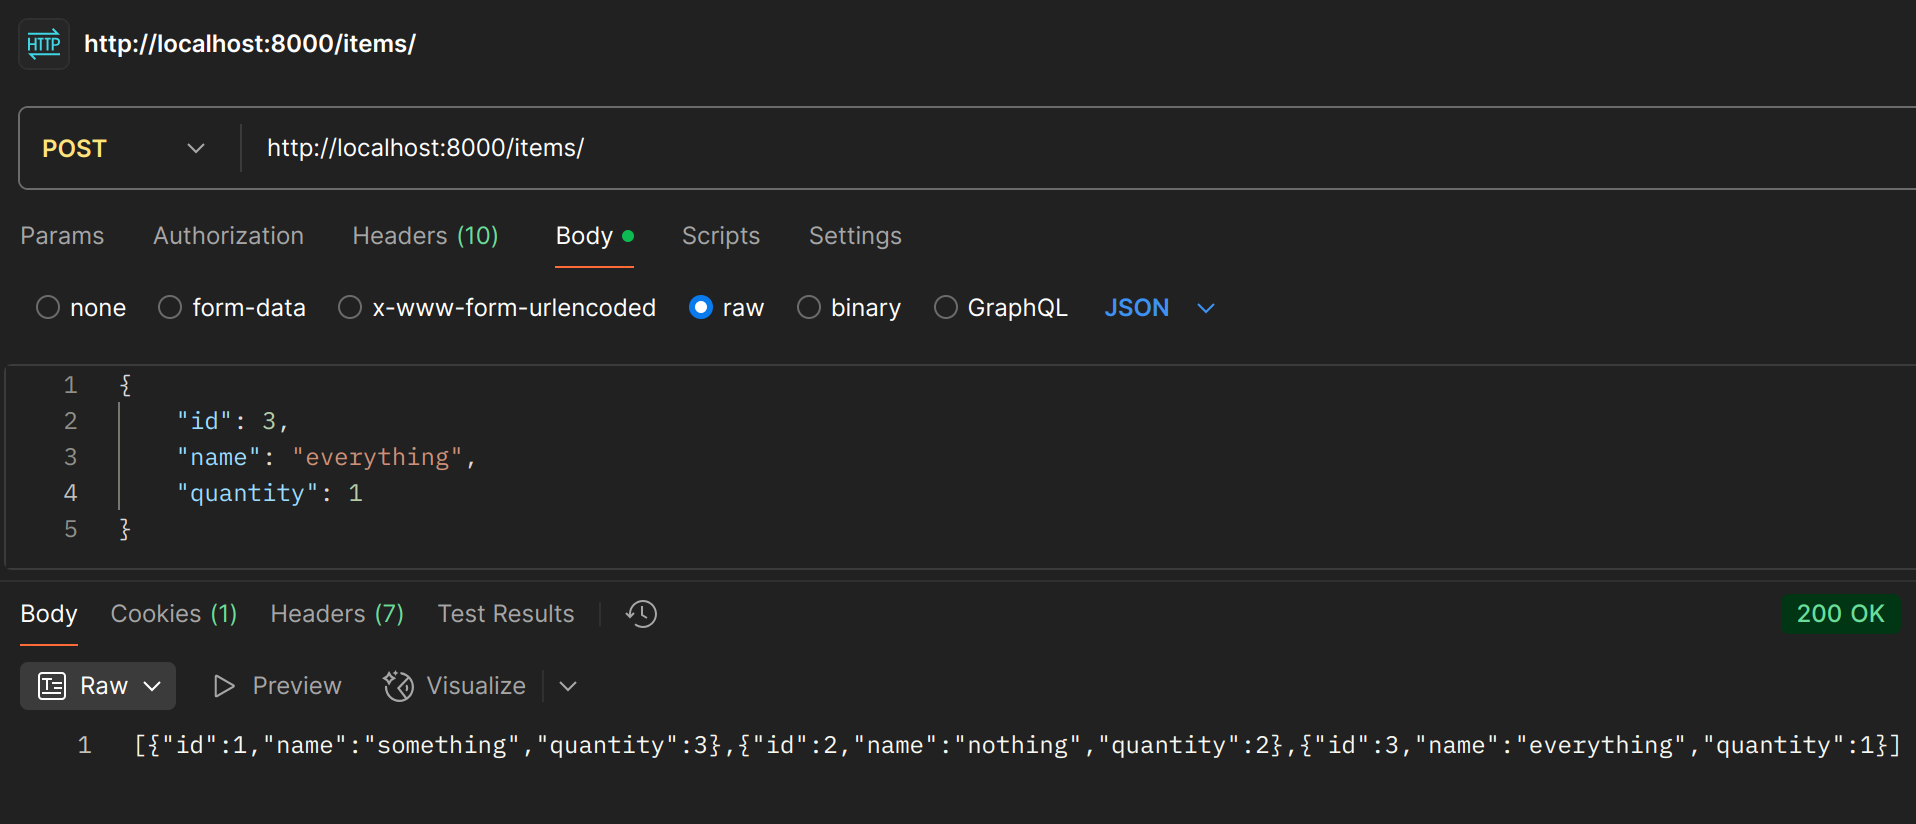 HTTP http://localhost:8000/items/
POST http://localhost:8000/items/
Params Authorization Headers (10) Body Scripts Settings
none form-data x-www-form-urlencoded raw binary GraphQL JSON
1 {
2 "id": 3,
3 "name": "everything",
4 "quantity": 1
5 }
Body Cookies (1) Headers (7) Test Results 200 OK
Raw Preview Visualize
1 [{"id":1,"name":"something","quantity":3},{"id":2,"name":"nothing","quantity":2},{"id":3,"name":"everything","quantity":1}]